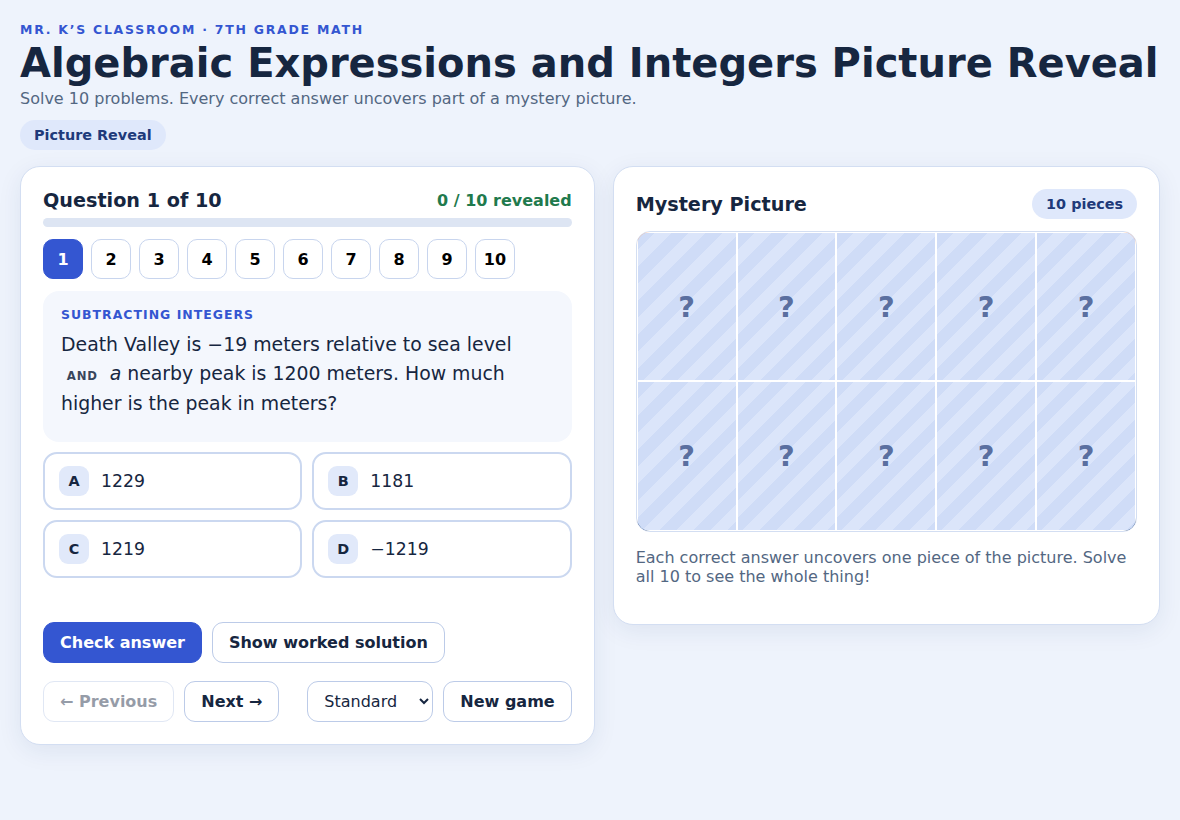 MR. K’S CLASSROOM · 7TH GRADE MATH
Algebraic Expressions and Integers Picture Reveal
Solve 10 problems. Every correct answer uncovers part of a mystery picture.
Picture Reveal
Question 1 of 10
0 / 10 revealed
1 2 3 4 5 6 7 8 9 10
SUBTRACTING INTEGERS
Death Valley is −19 meters relative to sea level
AND a nearby peak is 1200 meters. How much
higher is the peak in meters?
A 1229
B 1181
C 1219
D −1219
Check answer
Show worked solution
← Previous
Next →
Standard
New game
Mystery Picture
10 pieces
? ? ? ? ?
? ? ? ? ?
Each correct answer uncovers one piece of the picture. Solve
all 10 to see the whole thing!